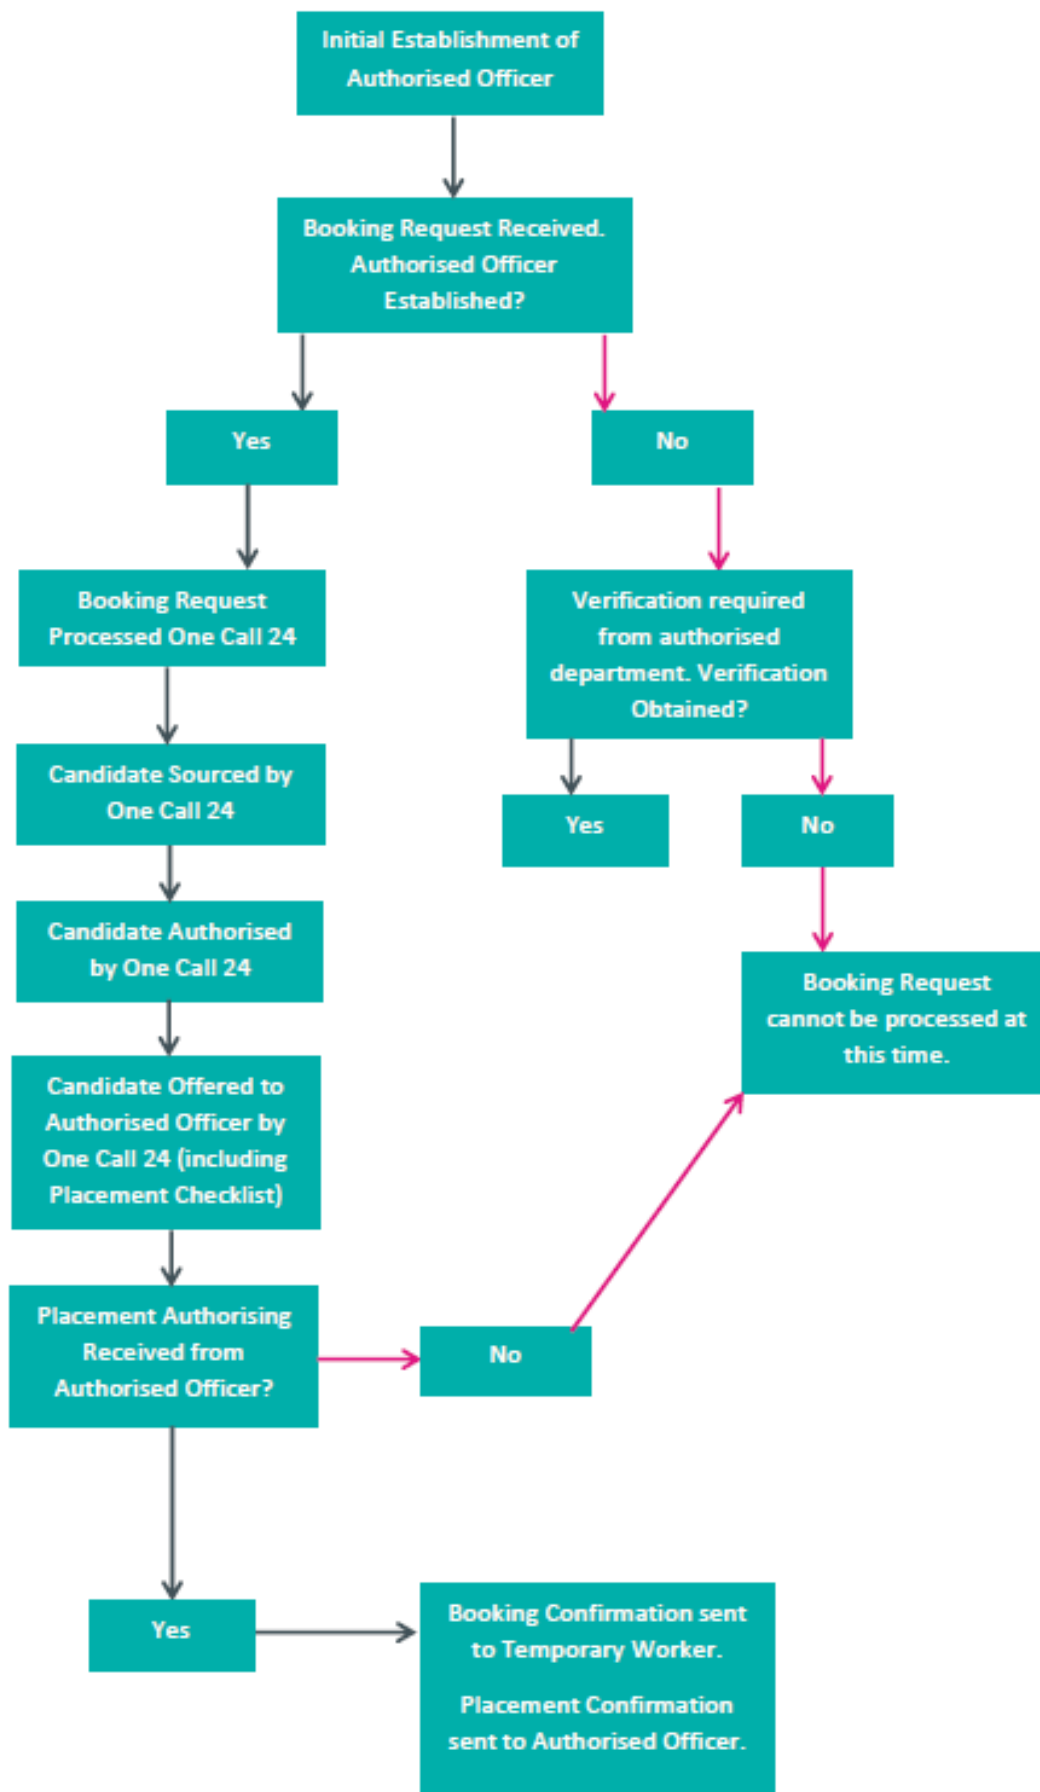 Initial Establishment of
Authorised Officer
Booking Request Received.
Authorised Officer
Established?
Yes
No
Booking Request
Processed One Call 24
Verification required
from authorised
department. Verification
Obtained?
Candidate Sourced by
One Call 24
Yes
No
Candidate Authorised
by One Call 24
Booking Request
cannot be processed at
this time.
Candidate Offered to
Authorised Officer by
One Call 24 (including
Placement Checklist)
Placement Authorising
Received from
Authorised Officer?
No
Yes
Booking Confirmation sent
to Temporary Worker.
Placement Confirmation
sent to Authorised Officer.